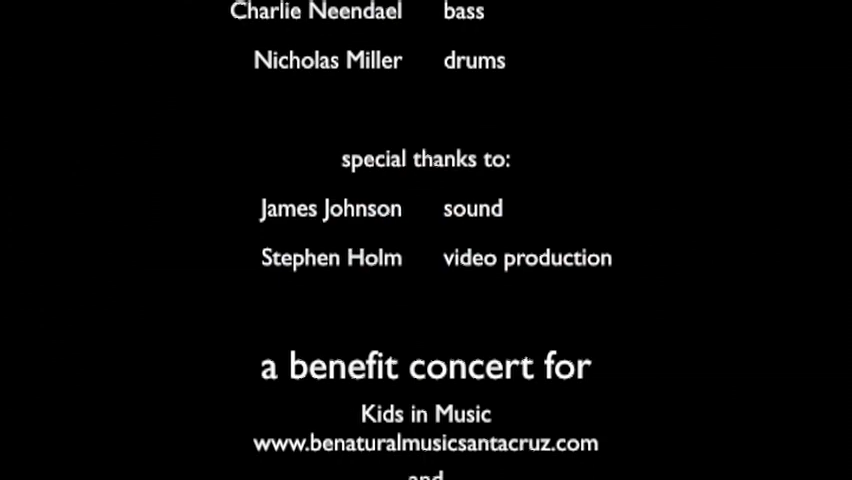 Charlie Neendael bass
Nicholas Miller drums
special thanks to:
James Johnson sound
Stephen Holm video production
a benefit concert for
Kids in Music
www.benaturalmusicsantacruz.com
and